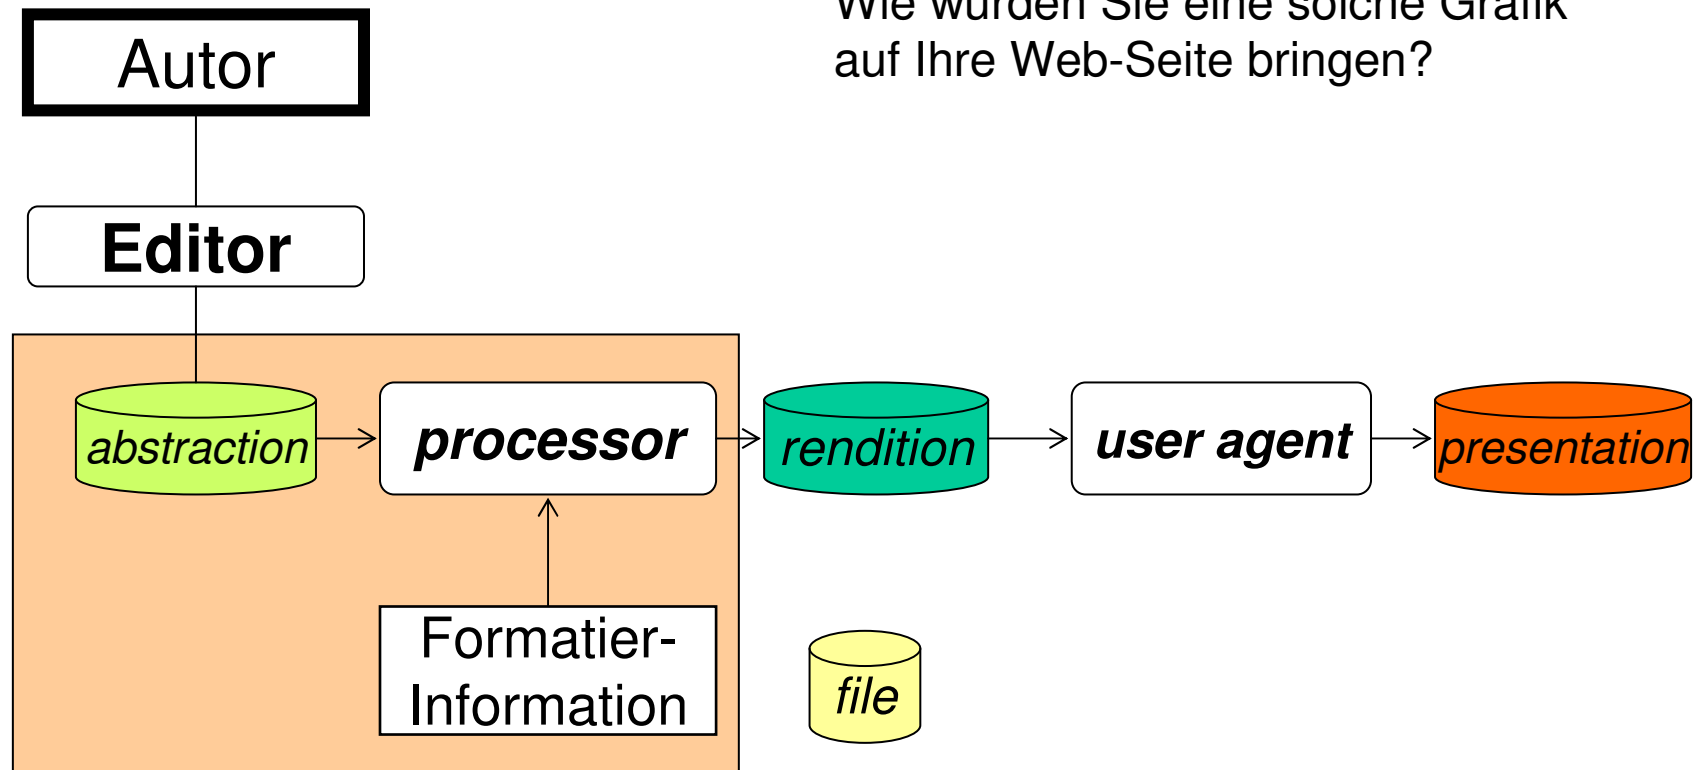 Wie würden Sie eine solche Grafik
auf Ihre Web-Seite bringen?
Autor
Editor
abstraction
processor
rendition
user agent
presentation
Formatier-
Information
file